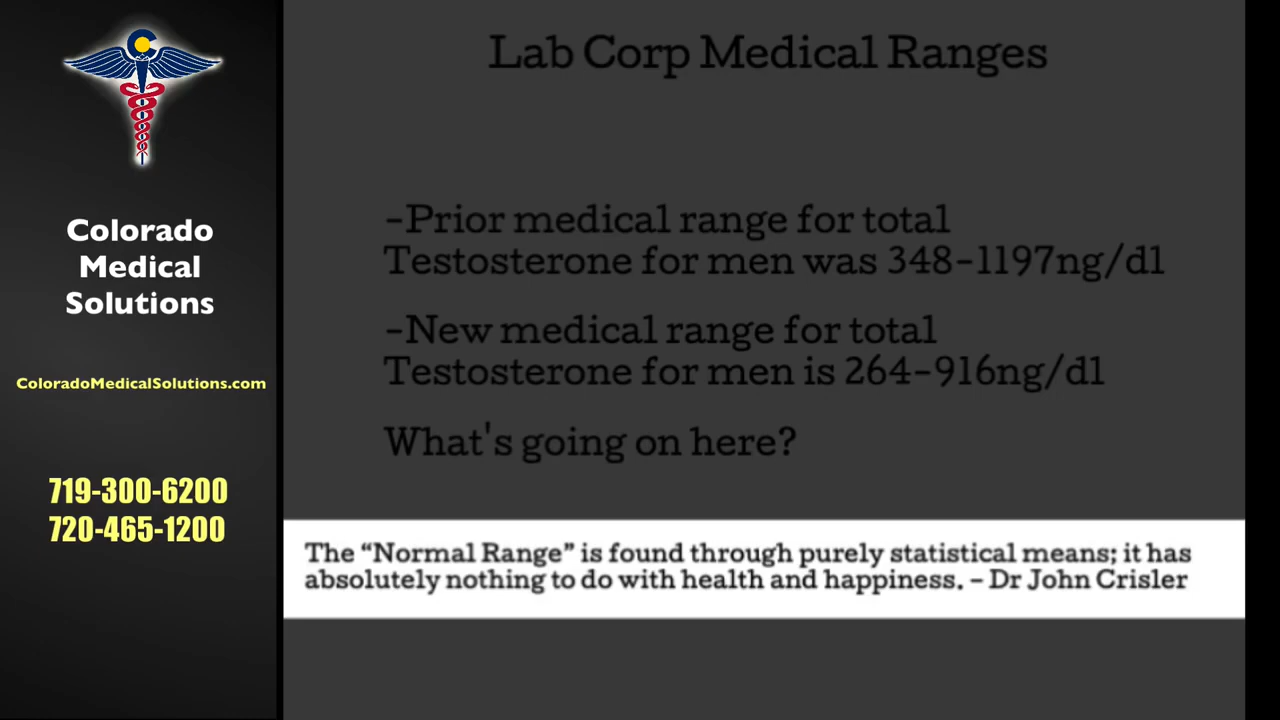 Colorado
Medical
Solutions
ColoradoMedicalSolutions.com
719-300-6200
720-465-1200
Lab Corp Medical Ranges
-Prior medical range for total
Testosterone for men was 348-1197ng/dl
-New medical range for total
Testosterone for men is 264-916ng/dl
What's going on here?
The “Normal Range” is found through purely statistical means; it has
absolutely nothing to do with health and happiness. - Dr John Crisler